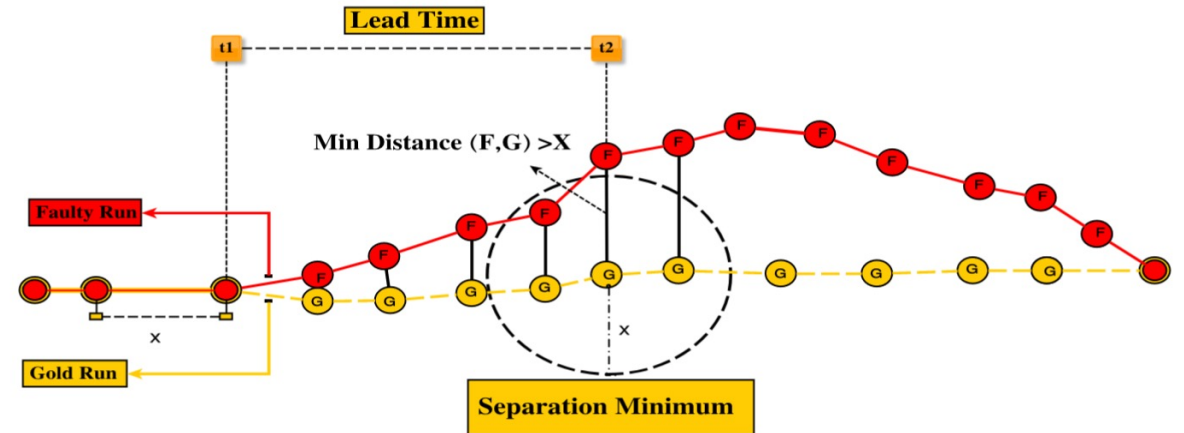 Lead Time
t1
t2
Min Distance (F,G) >X
F
F
F
F
F
F
F
F
F
F
F
F
Faulty Run
G
G
G
G
G
G
G
G
G
G
x
x
Gold Run
Separation Minimum